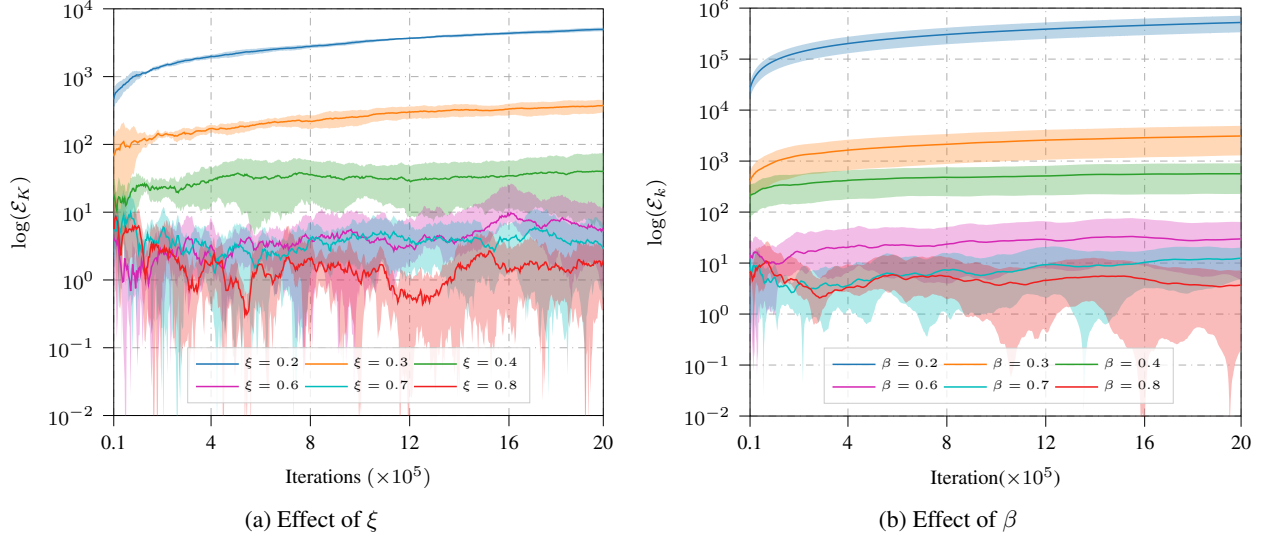 10^4
10^3
10^2
10^1
10^0
10^−1
10^−2
log(ℰ_K)
ξ = 0.2 ξ = 0.3 ξ = 0.4
ξ = 0.6 ξ = 0.7 ξ = 0.8
0.1 4 8 12 16 20
Iterations (×10^5)
(a) Effect of ξ
10^6
10^5
10^4
10^3
10^2
10^1
10^0
10^−1
10^−2
log(ℰ_k)
β = 0.2 β = 0.3 β = 0.4
β = 0.6 β = 0.7 β = 0.8
0.1 4 8 12 16 20
Iteration(×10^5)
(b) Effect of β